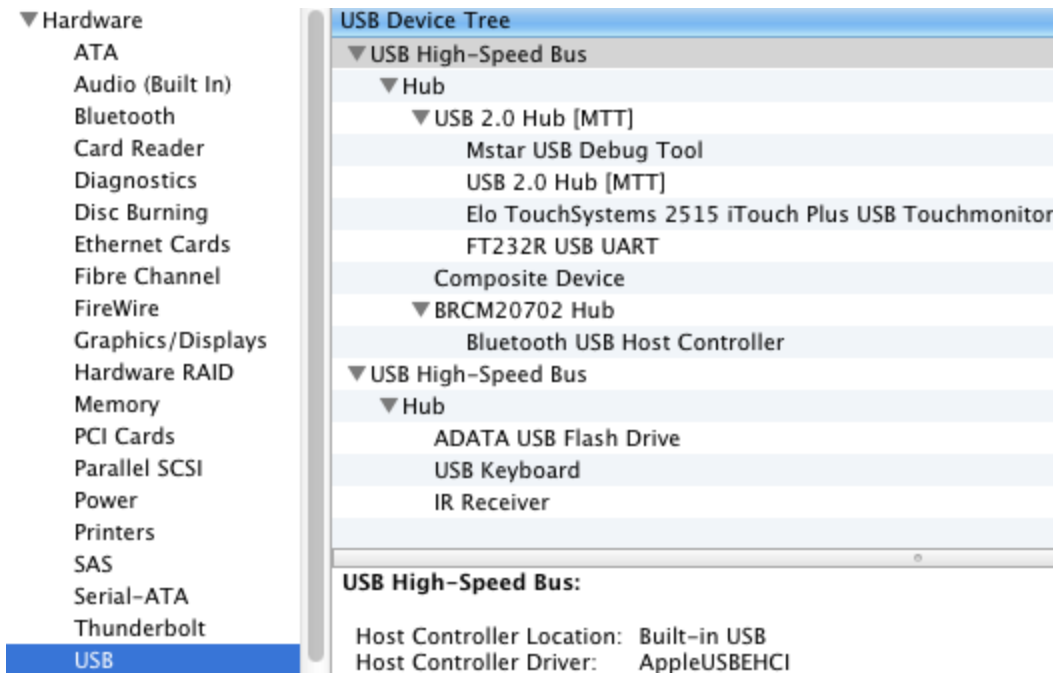 Hardware
ATA
Audio (Built In)
Bluetooth
Card Reader
Diagnostics
Disc Burning
Ethernet Cards
Fibre Channel
FireWire
Graphics/Displays
Hardware RAID
Memory
PCI Cards
Parallel SCSI
Power
Printers
SAS
Serial-ATA
Thunderbolt
USB
USB Device Tree
USB High-Speed Bus
Hub
USB 2.0 Hub [MTT]
Mstar USB Debug Tool
USB 2.0 Hub [MTT]
Elo TouchSystems 2515 iTouch Plus USB Touchmonitor
FT232R USB UART
Composite Device
BRCM20702 Hub
Bluetooth USB Host Controller
USB High-Speed Bus
Hub
ADATA USB Flash Drive
USB Keyboard
IR Receiver
USB High-Speed Bus:
Host Controller Location: Built-in USB
Host Controller Driver: AppleUSBEHCI